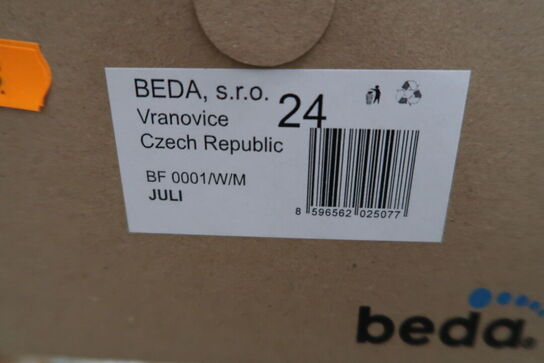 BEDA, s.r.o. 24
Vranovice
Czech Republic
BF 0001/W/M
JULI
8 596562 025077
beda®